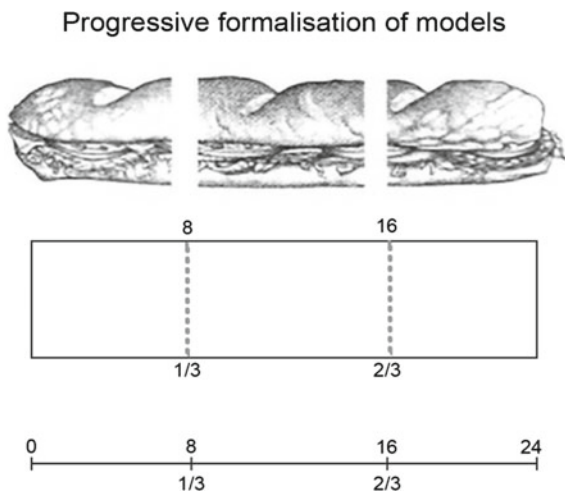 Progressive formalisation of models
8 16
1/3 2/3
0 8 16 24
1/3 2/3